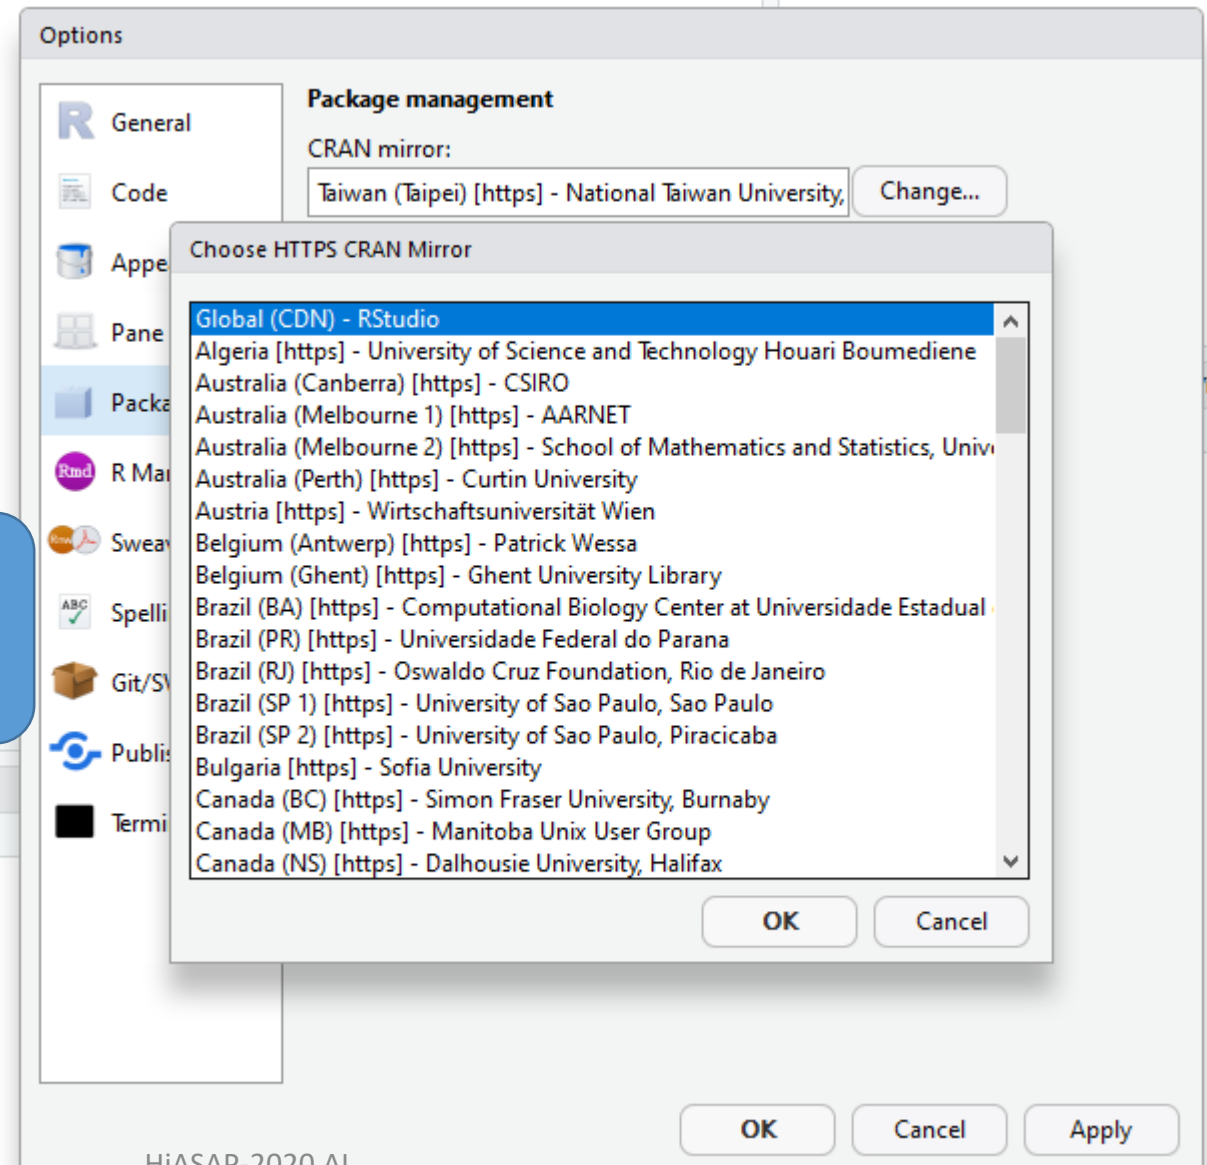 Options
General
Code
Appe
Pane
Packa
R Mar
Sweav
Spelli
Git/SV
Publis
Termi
Package management
CRAN mirror:
Taiwan (Taipei) [https] - National Taiwan University,
Change...
Choose HTTPS CRAN Mirror
Global (CDN) - RStudio
Algeria [https] - University of Science and Technology Houari Boumediene
Australia (Canberra) [https] - CSIRO
Australia (Melbourne 1) [https] - AARNET
Australia (Melbourne 2) [https] - School of Mathematics and Statistics, Unive
Australia (Perth) [https] - Curtin University
Austria [https] - Wirtschaftsuniversität Wien
Belgium (Antwerp) [https] - Patrick Wessa
Belgium (Ghent) [https] - Ghent University Library
Brazil (BA) [https] - Computational Biology Center at Universidade Estadual
Brazil (PR) [https] - Universidade Federal do Parana
Brazil (RJ) [https] - Oswaldo Cruz Foundation, Rio de Janeiro
Brazil (SP 1) [https] - University of Sao Paulo, Sao Paulo
Brazil (SP 2) [https] - University of Sao Paulo, Piracicaba
Bulgaria [https] - Sofia University
Canada (BC) [https] - Simon Fraser University, Burnaby
Canada (MB) [https] - Manitoba Unix User Group
Canada (NS) [https] - Dalhousie University, Halifax
OK
Cancel
OK
Cancel
Apply